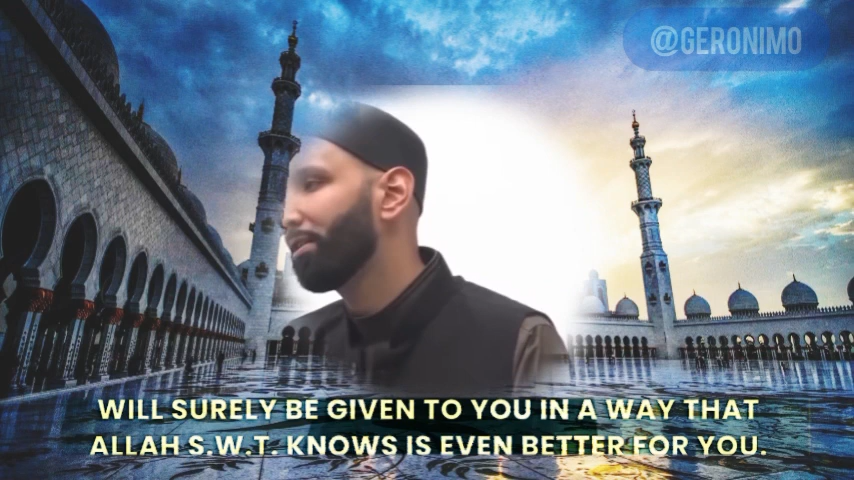 @GERONIMO
WILL SURELY BE GIVEN TO YOU IN A WAY THAT
ALLAH S.W.T. KNOWS IS EVEN BETTER FOR YOU.